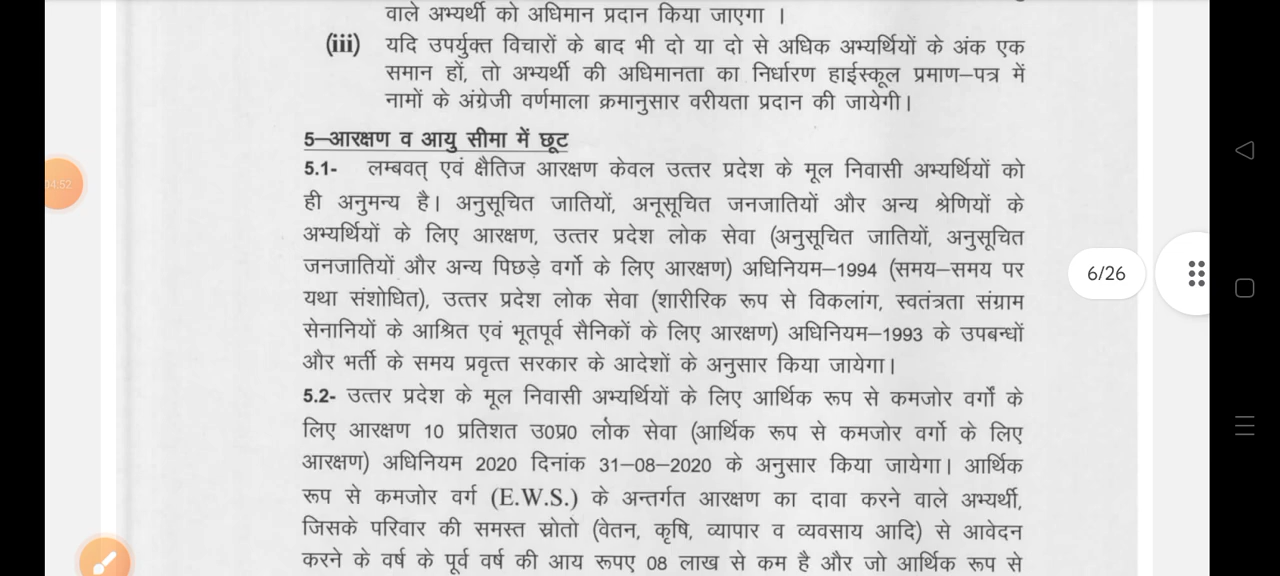 वाले अभ्यर्थी को अधिमान प्रदान किया जाएगा ।
(iii) यदि उपर्युक्त विचारों के बाद भी दो या दो से अधिक अभ्यर्थियों के अंक एक
समान हों, तो अभ्यर्थी की अधिमानता का निर्धारण हाईस्कूल प्रमाण–पत्र में
नामों के अंग्रेजी वर्णमाला क्रमानुसार वरीयता प्रदान की जायेगी।
5–आरक्षण व आयु सीमा में छूट
5.1- लम्बवत् एवं क्षैतिज आरक्षण केवल उत्तर प्रदेश के मूल निवासी अभ्यर्थियों को
ही अनुमन्य है। अनुसूचित जातियों, अनूसूचित जनजातियों और अन्य श्रेणियों के
अभ्यर्थियों के लिए आरक्षण, उत्तर प्रदेश लोक सेवा (अनुसूचित जातियों, अनुसूचित
जनजातियों और अन्य पिछड़े वर्गो के लिए आरक्षण) अधिनियम–1994 (समय–समय पर
यथा संशोधित), उत्तर प्रदेश लोक सेवा (शारीरिक रूप से विकलांग, स्वतंत्रता संग्राम
सेनानियों के आश्रित एवं भूतपूर्व सैनिकों के लिए आरक्षण) अधिनियम–1993 के उपबन्धों
और भर्ती के समय प्रवृत्त सरकार के आदेशों के अनुसार किया जायेगा।
5.2- उत्तर प्रदेश के मूल निवासी अभ्यर्थियों के लिए आर्थिक रूप से कमजोर वर्गों के
लिए आरक्षण 10 प्रतिशत उ0प्र0 लोक सेवा (आर्थिक रूप से कमजोर वर्गो के लिए
आरक्षण) अधिनियम 2020 दिनांक 31–08–2020 के अनुसार किया जायेगा। आर्थिक
रूप से कमजोर वर्ग (E.W.S.) के अन्तर्गत आरक्षण का दावा करने वाले अभ्यर्थी,
जिसके परिवार की समस्त स्रोतो (वेतन, कृषि, व्यापार व व्यवसाय आदि) से आवेदन
करने के वर्ष के पूर्व वर्ष की आय रूपए 08 लाख से कम है और जो आर्थिक रूप से
04:52
6/26